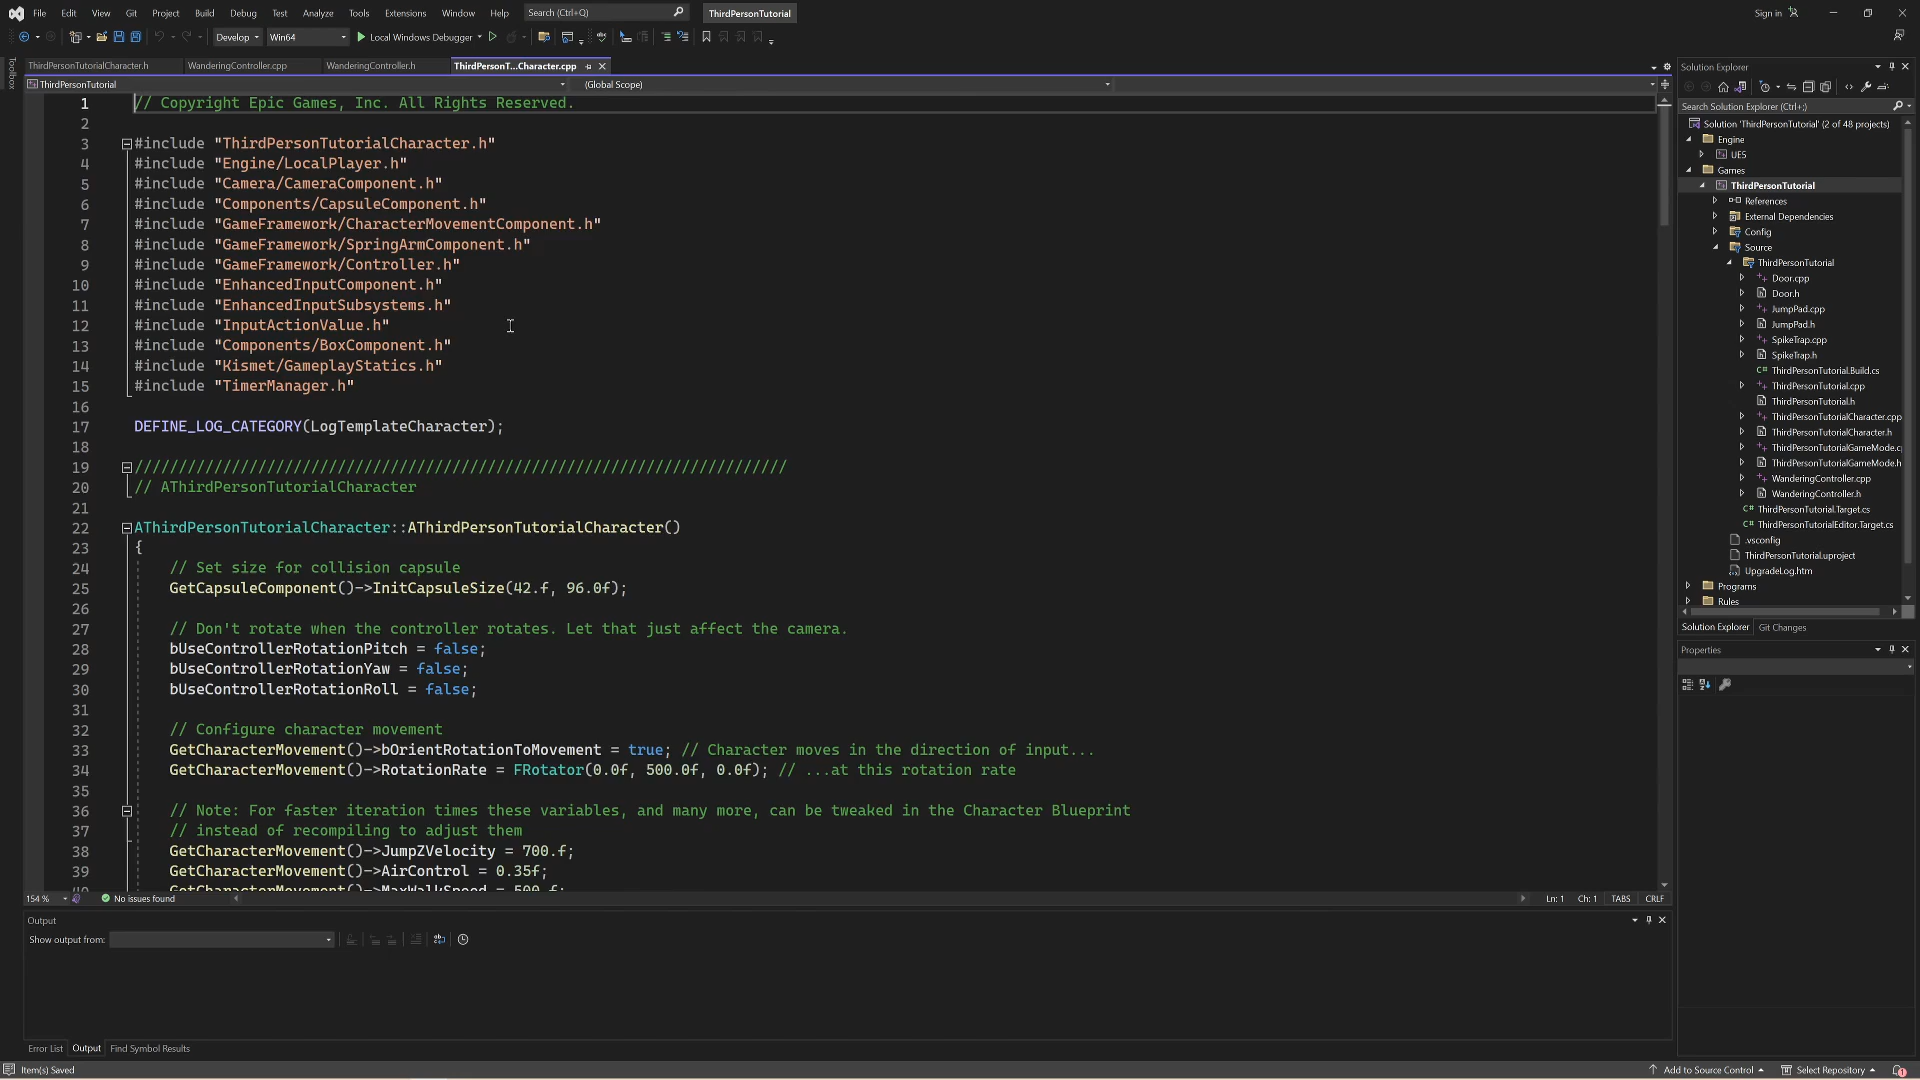 File Edit View Git Project Build Debug Test Analyze Tools Extensions Window Help Search (Ctrl+Q) ThirdPersonTutorial Sign in
Develop Win64 Local Windows Debugger
ThirdPersonTutorialCharacter.h WanderingController.cpp WanderingController.h ThirdPersonT...Character.cpp
Toolbox
ThirdPersonTutorial (Global Scope)
1 // Copyright Epic Games, Inc. All Rights Reserved.
2
3 #include "ThirdPersonTutorialCharacter.h"
4 #include "Engine/LocalPlayer.h"
5 #include "Camera/CameraComponent.h"
6 #include "Components/CapsuleComponent.h"
7 #include "GameFramework/CharacterMovementComponent.h"
8 #include "GameFramework/SpringArmComponent.h"
9 #include "GameFramework/Controller.h"
10 #include "EnhancedInputComponent.h"
11 #include "EnhancedInputSubsystems.h"
12 #include "InputActionValue.h"
13 #include "Components/BoxComponent.h"
14 #include "Kismet/GameplayStatics.h"
15 #include "TimerManager.h"
16
17 DEFINE_LOG_CATEGORY(LogTemplateCharacter);
18
19 //////////////////////////////////////////////////////////////////////////
20 // AThirdPersonTutorialCharacter
21
22 AThirdPersonTutorialCharacter::AThirdPersonTutorialCharacter()
23 {
24 // Set size for collision capsule
25 GetCapsuleComponent()->InitCapsuleSize(42.f, 96.0f);
26
27 // Don't rotate when the controller rotates. Let that just affect the camera.
28 bUseControllerRotationPitch = false;
29 bUseControllerRotationYaw = false;
30 bUseControllerRotationRoll = false;
31
32 // Configure character movement
33 GetCharacterMovement()->bOrientRotationToMovement = true; // Character moves in the direction of input...
34 GetCharacterMovement()->RotationRate = FRotator(0.0f, 500.0f, 0.0f); // ...at this rotation rate
35
36 // Note: For faster iteration times these variables, and many more, can be tweaked in the Character Blueprint
37 // instead of recompiling to adjust them
38 GetCharacterMovement()->JumpZVelocity = 700.f;
39 GetCharacterMovement()->AirControl = 0.35f;
40 GetCharacterMovement()->MaxWalkSpeed = 500.f;
154 % No issues found Ln: 1 Ch: 1 TABS CRLF
Output
Show output from:
Error List Output Find Symbol Results
Item(s) Saved
Solution Explorer
Search Solution Explorer (Ctrl+;)
Solution 'ThirdPersonTutorial' (2 of 48 projects)
Engine
UE5
Games
ThirdPersonTutorial
References
External Dependencies
Config
Source
ThirdPersonTutorial
Door.cpp
Door.h
JumpPad.cpp
JumpPad.h
SpikeTrap.cpp
SpikeTrap.h
C# ThirdPersonTutorial.Build.cs
ThirdPersonTutorial.cpp
ThirdPersonTutorial.h
ThirdPersonTutorialCharacter.cpp
ThirdPersonTutorialCharacter.h
ThirdPersonTutorialGameMode.c
ThirdPersonTutorialGameMode.h
WanderingController.cpp
WanderingController.h
C# ThirdPersonTutorial.Target.cs
C# ThirdPersonTutorialEditor.Target.cs
.vsconfig
ThirdPersonTutorial.uproject
UpgradeLog.htm
Programs
Rules
Solution Explorer Git Changes
Properties
Add to Source Control Select Repository 1